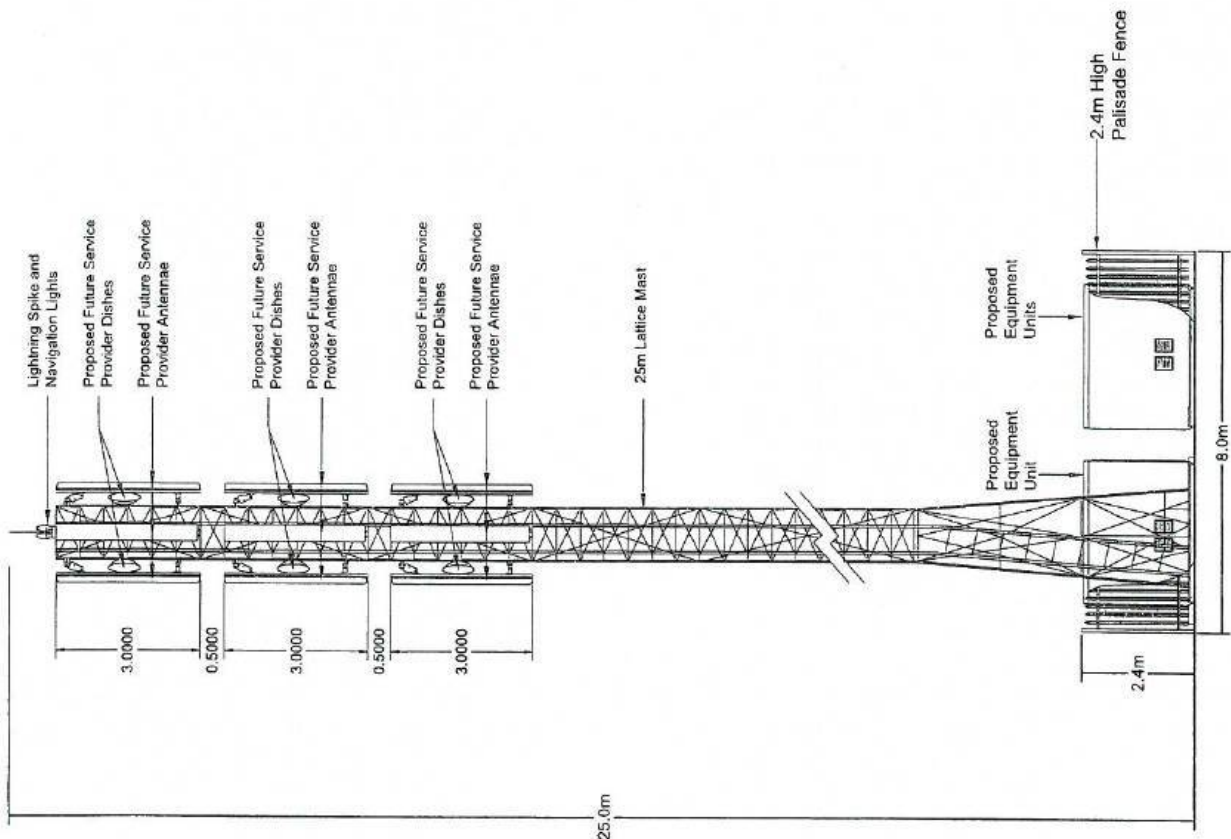 Lightning Spike and
Navigation Lights
Proposed Future Service
Provider Dishes
Proposed Future Service
Provider Antennae
Proposed Future Service
Provider Dishes
Proposed Future Service
Provider Antennae
Proposed Future Service
Provider Dishes
Proposed Future Service
Provider Antennae
25m Lattice Mast
Proposed
Equipment
Units
Proposed
Equipment
Unit
2.4m High
Palisade Fence
3.0000
0.5000
3.0000
0.5000
3.0000
2.4m
8.0m
25.0m